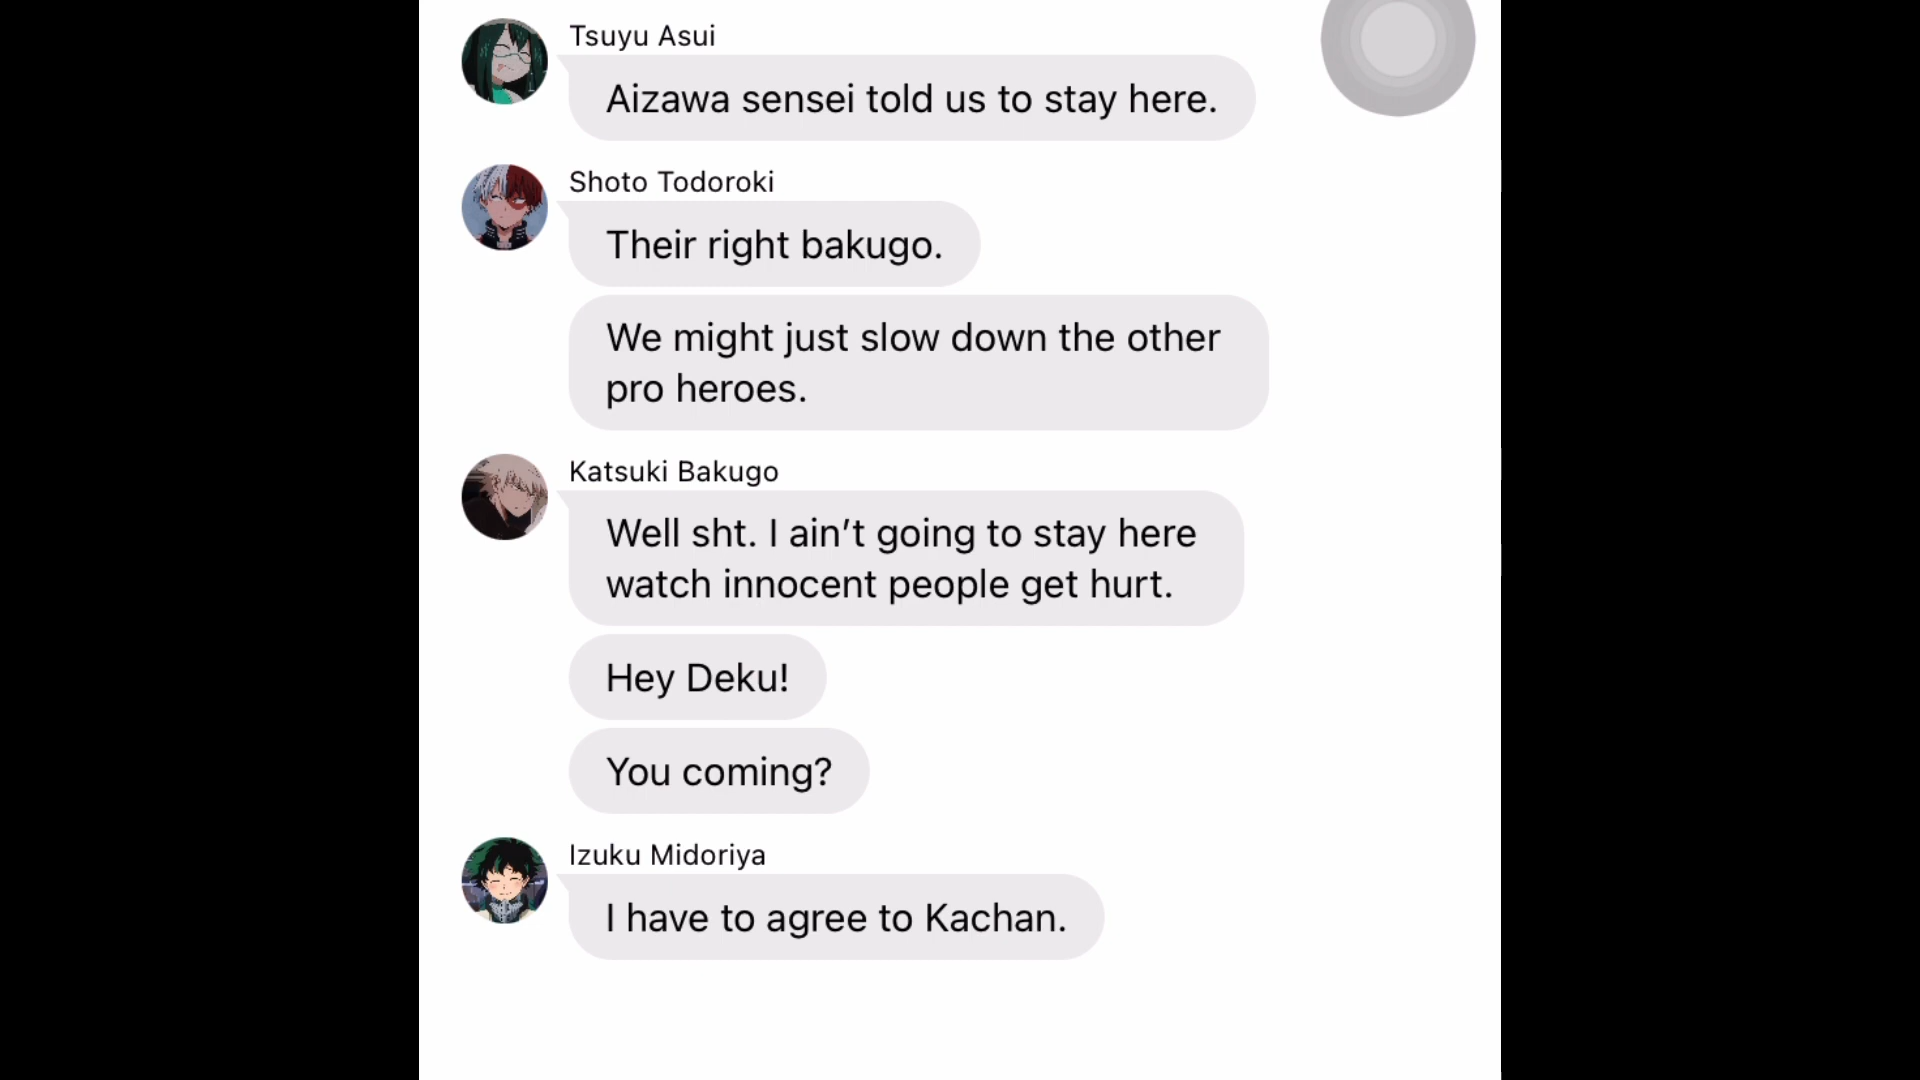 Tsuyu Asui
Aizawa sensei told us to stay here.
Shoto Todoroki
Their right bakugo.
We might just slow down the other
pro heroes.
Katsuki Bakugo
Well sht. I ain’t going to stay here
watch innocent people get hurt.
Hey Deku!
You coming?
Izuku Midoriya
I have to agree to Kachan.